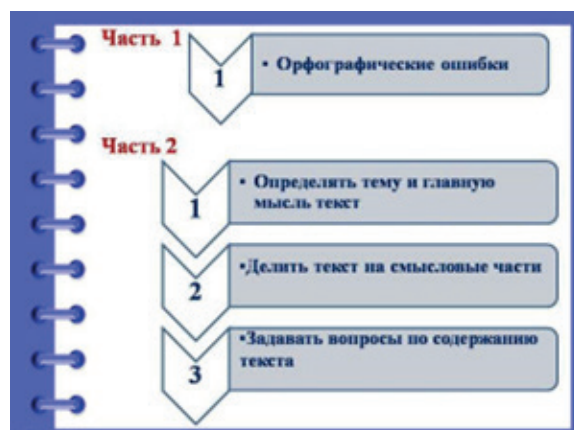 Часть 1
1
• Орфографические ошибки
Часть 2
1
• Определять тему и главную
мысль текст
2
•Делить текст на смысловые части
3
•Задавать вопросы по содержанию
текста